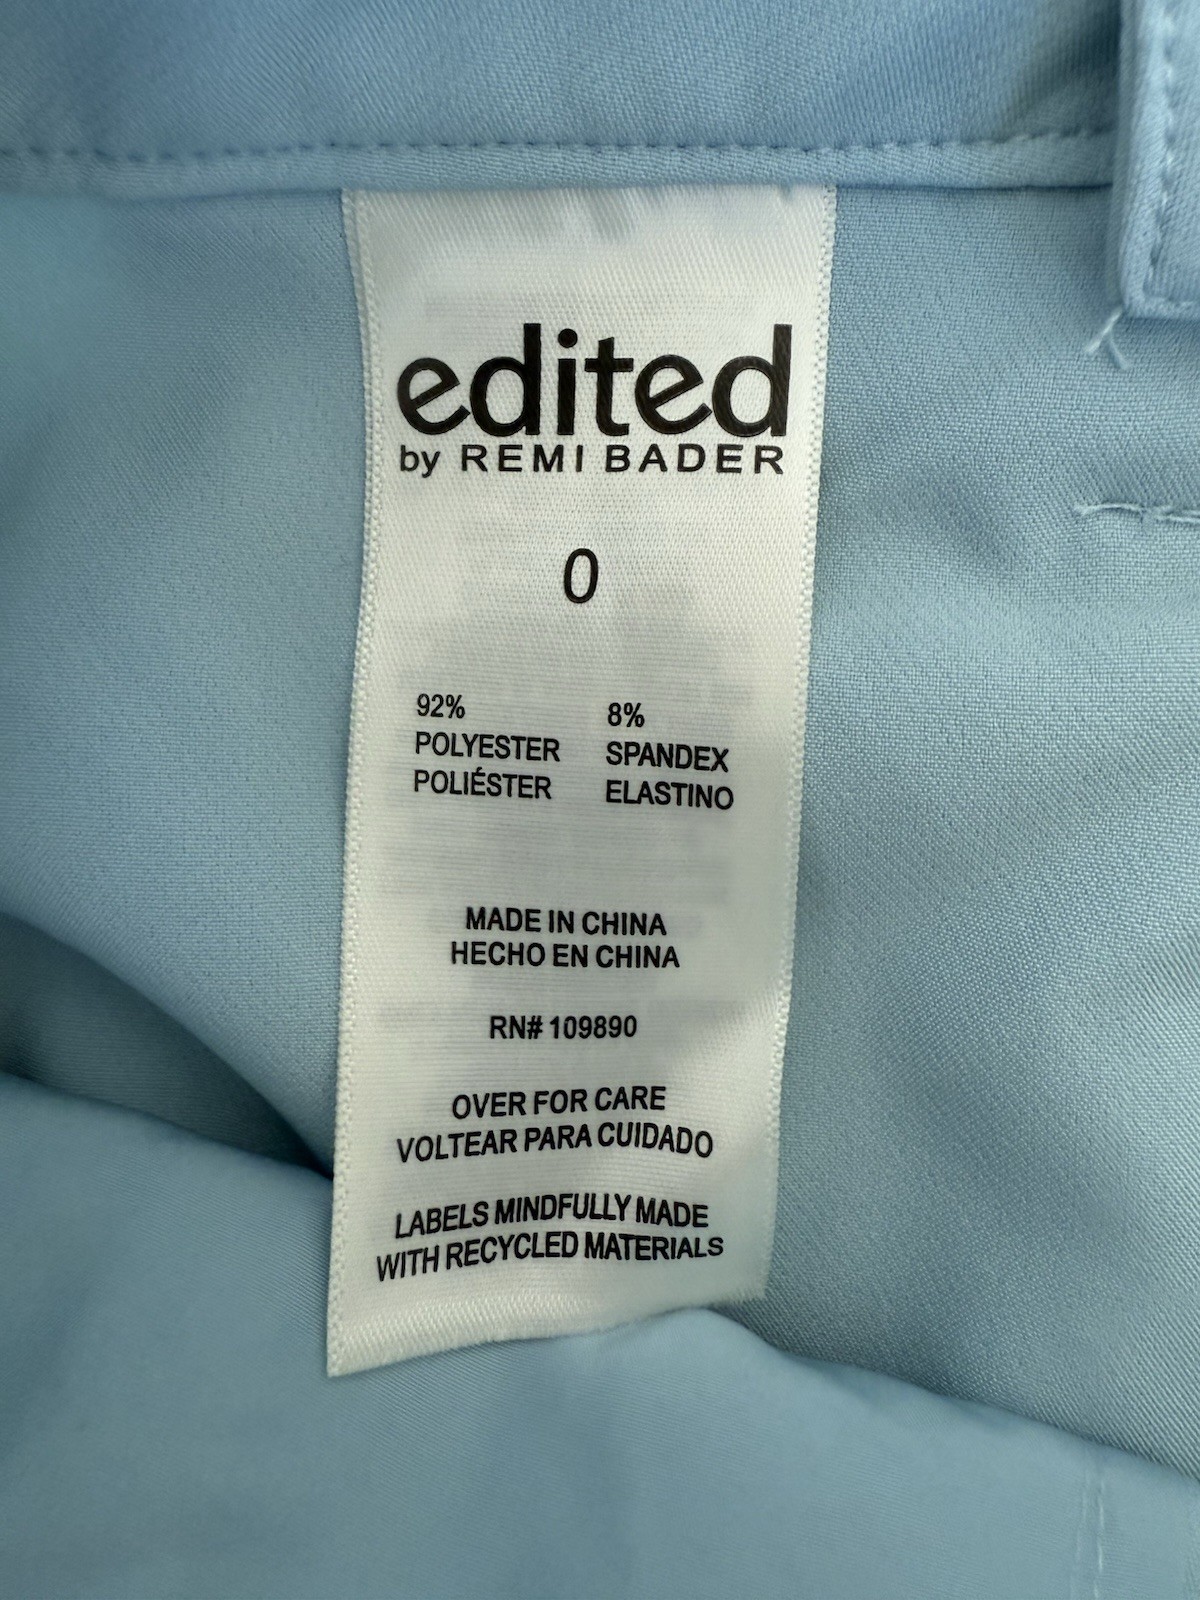 edited
by REMI BADER
0
92% 8%
POLYESTER SPANDEX
POLIÉSTER ELASTINO
MADE IN CHINA
HECHO EN CHINA
RN# 109890
OVER FOR CARE
VOLTEAR PARA CUIDADO
LABELS MINDFULLY MADE
WITH RECYCLED MATERIALS